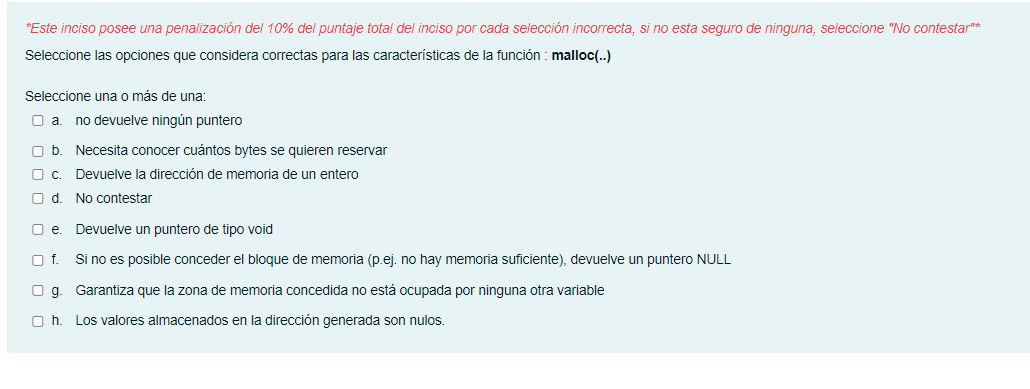 *Este inciso posee una penalización del 10% del puntaje total del inciso por cada selección incorrecta, si no esta seguro de ninguna, seleccione "No contestar"*
Seleccione las opciones que considera correctas para las características de la función : malloc(..)
Seleccione una o más de una:
a. no devuelve ningún puntero
b. Necesita conocer cuántos bytes se quieren reservar
c. Devuelve la dirección de memoria de un entero
d. No contestar
e. Devuelve un puntero de tipo void
f. Si no es posible conceder el bloque de memoria (p.ej. no hay memoria suficiente), devuelve un puntero NULL
g. Garantiza que la zona de memoria concedida no está ocupada por ninguna otra variable
h. Los valores almacenados en la dirección generada son nulos.